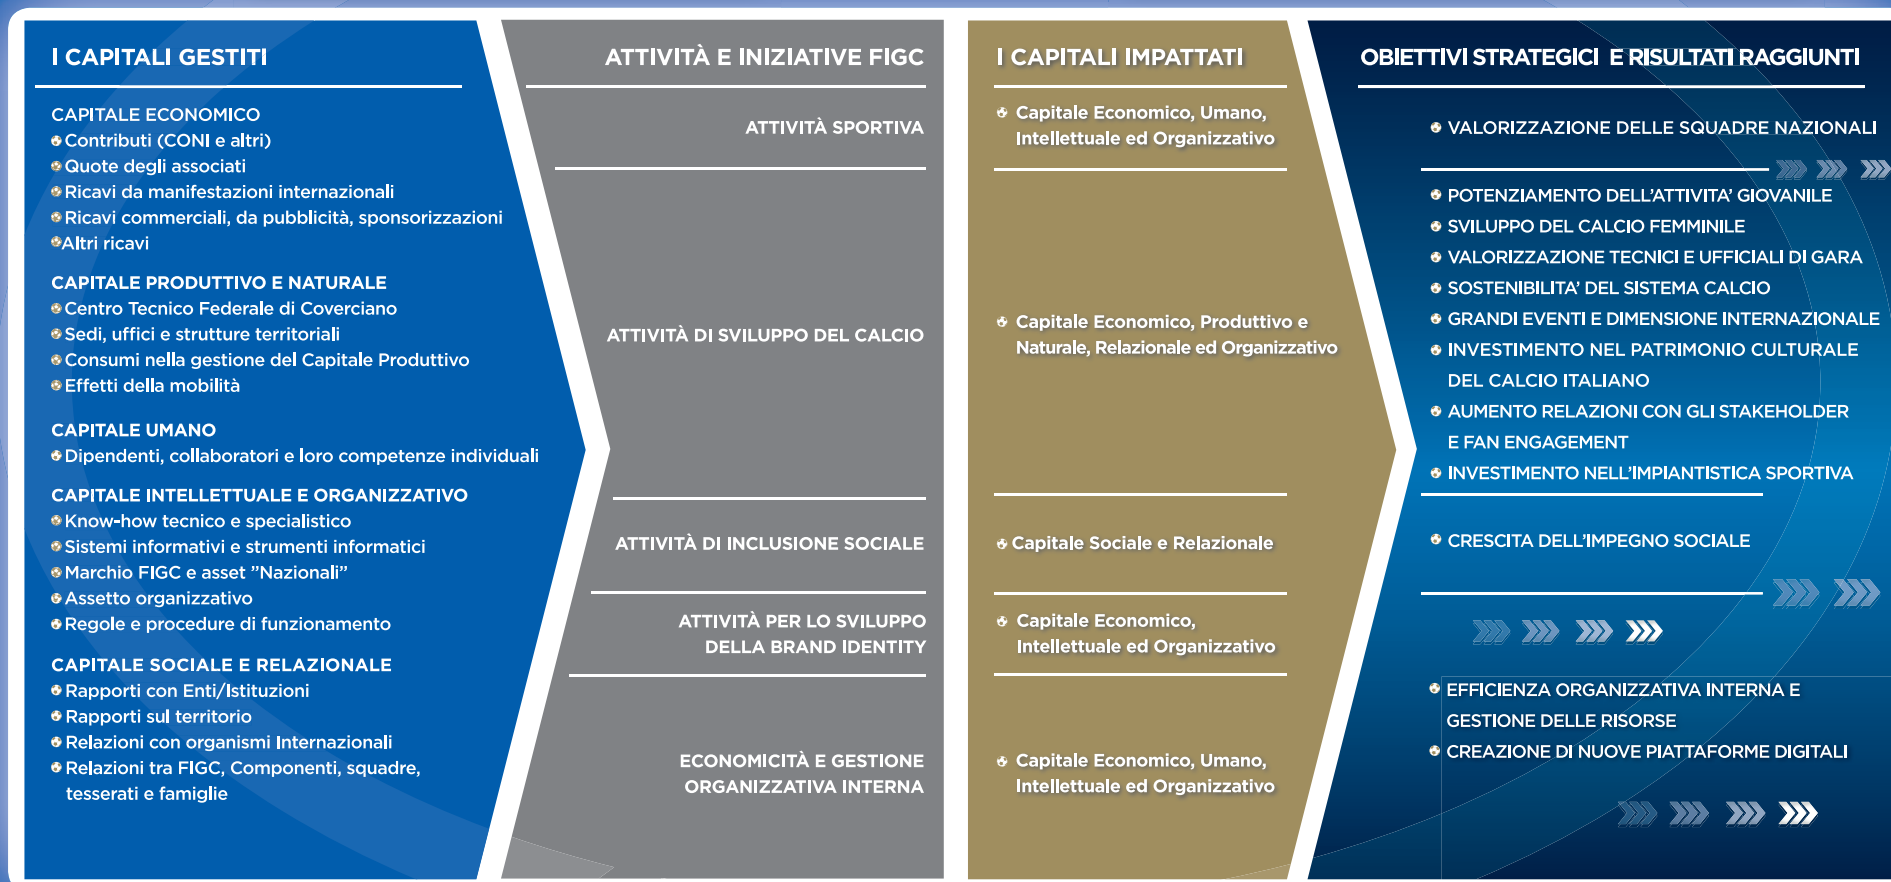 I CAPITALI GESTITI
CAPITALE ECONOMICO
Contributi (CONI e altri)
Quote degli associati
Ricavi da manifestazioni internazionali
Ricavi commerciali, da pubblicità, sponsorizzazioni
Altri ricavi
CAPITALE PRODUTTIVO E NATURALE
Centro Tecnico Federale di Coverciano
Sedi, uffici e strutture territoriali
Consumi nella gestione del Capitale Produttivo
Effetti della mobilità
CAPITALE UMANO
Dipendenti, collaboratori e loro competenze individuali
CAPITALE INTELLETTUALE E ORGANIZZATIVO
Know-how tecnico e specialistico
Sistemi informativi e strumenti informatici
Marchio FIGC e asset ”Nazionali”
Assetto organizzativo
Regole e procedure di funzionamento
CAPITALE SOCIALE E RELAZIONALE
Rapporti con Enti/Istituzioni
Rapporti sul territorio
Relazioni con organismi Internazionali
Relazioni tra FIGC, Componenti, squadre,
tesserati e famiglie
ATTIVITÀ E INIZIATIVE FIGC
ATTIVITÀ SPORTIVA
ATTIVITÀ DI SVILUPPO DEL CALCIO
ATTIVITÀ DI INCLUSIONE SOCIALE
ATTIVITÀ PER LO SVILUPPO
DELLA BRAND IDENTITY
ECONOMICITÀ E GESTIONE
ORGANIZZATIVA INTERNA
I CAPITALI IMPATTATI
Capitale Economico, Umano,
Intellettuale ed Organizzativo
Capitale Economico, Produttivo e
Naturale, Relazionale ed Organizzativo
Capitale Sociale e Relazionale
Capitale Economico,
Intellettuale ed Organizzativo
Capitale Economico, Umano,
Intellettuale ed Organizzativo
OBIETTIVI STRATEGICI E RISULTATI RAGGIUNTI
VALORIZZAZIONE DELLE SQUADRE NAZIONALI
POTENZIAMENTO DELL’ATTIVITA’ GIOVANILE
SVILUPPO DEL CALCIO FEMMINILE
VALORIZZAZIONE TECNICI E UFFICIALI DI GARA
SOSTENIBILITA’ DEL SISTEMA CALCIO
GRANDI EVENTI E DIMENSIONE INTERNAZIONALE
INVESTIMENTO NEL PATRIMONIO CULTURALE
DEL CALCIO ITALIANO
AUMENTO RELAZIONI CON GLI STAKEHOLDER
E FAN ENGAGEMENT
INVESTIMENTO NELL’IMPIANTISTICA SPORTIVA
CRESCITA DELL’IMPEGNO SOCIALE
EFFICIENZA ORGANIZZATIVA INTERNA E
GESTIONE DELLE RISORSE
CREAZIONE DI NUOVE PIATTAFORME DIGITALI